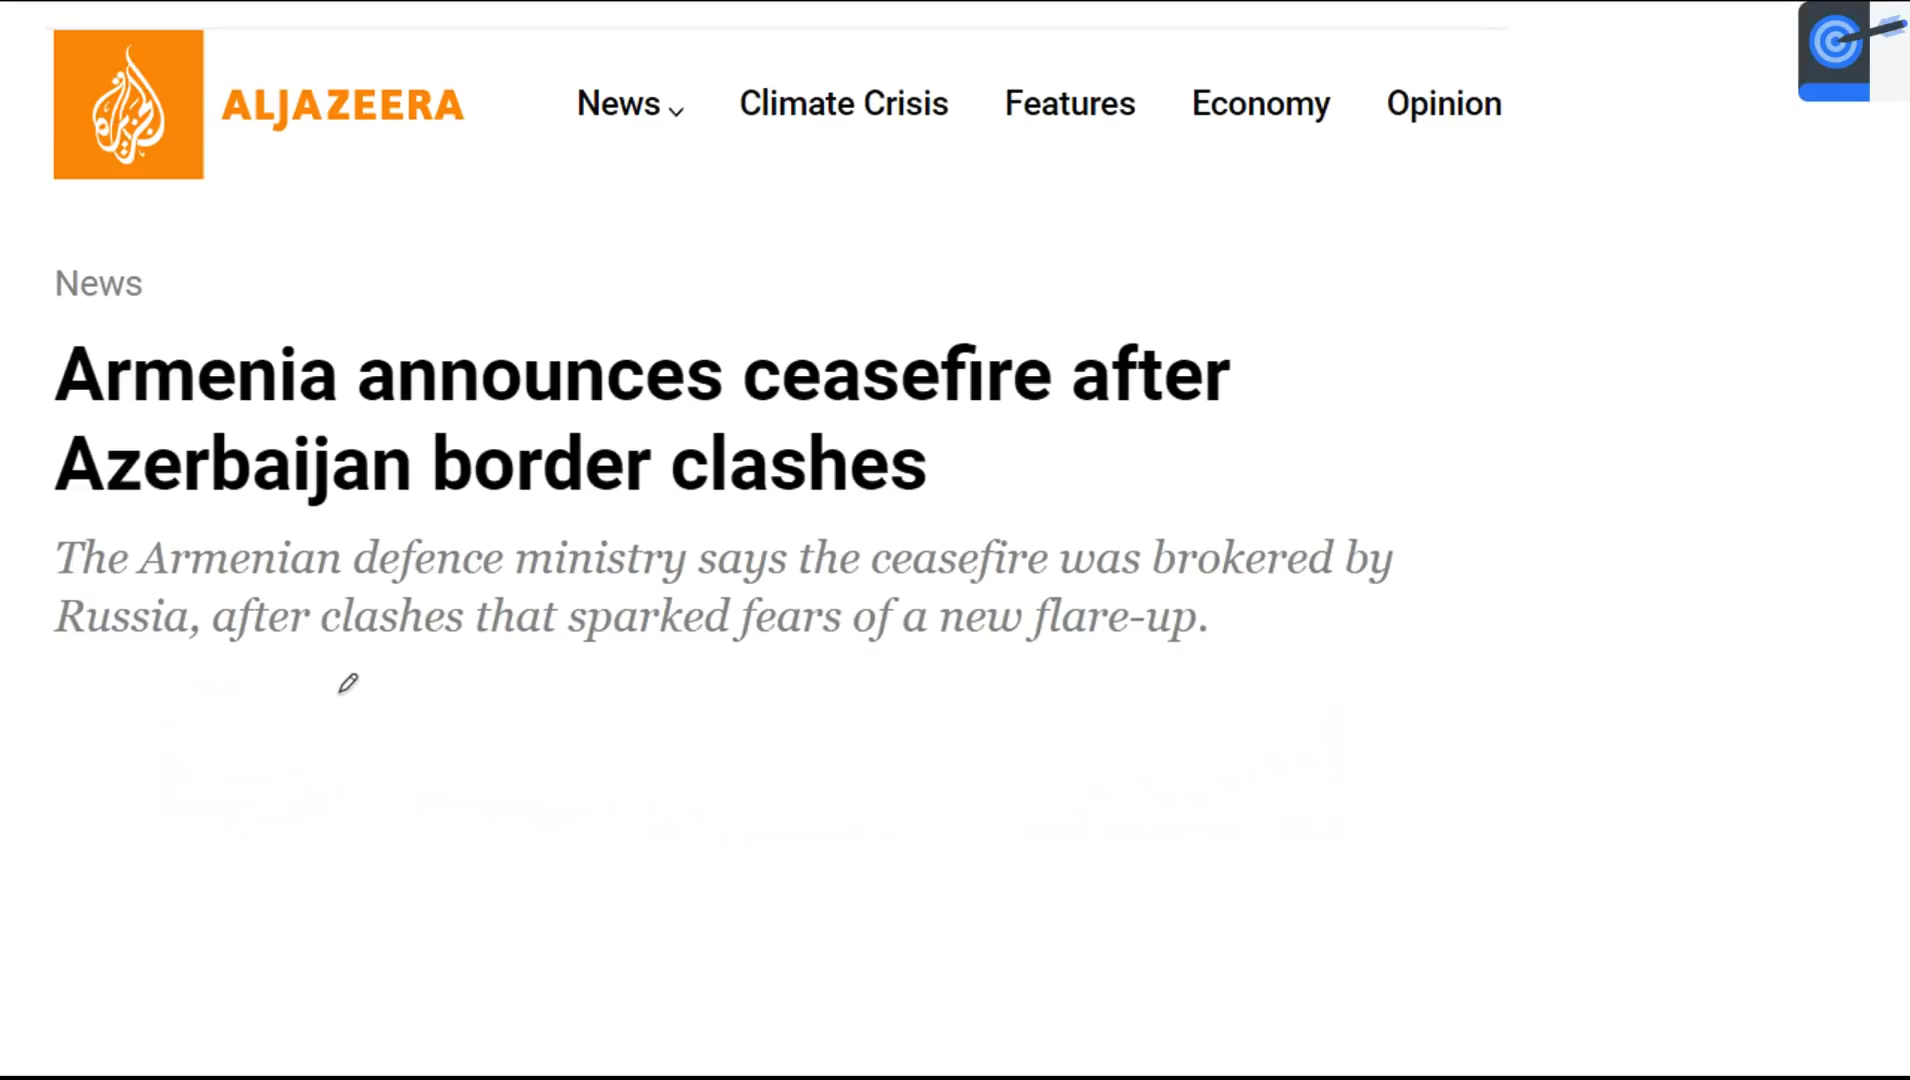 ALJAZEERA
News
Climate Crisis
Features
Economy
Opinion
News
Armenia announces ceasefire after
Azerbaijan border clashes
The Armenian defence ministry says the ceasefire was brokered by
Russia, after clashes that sparked fears of a new flare-up.